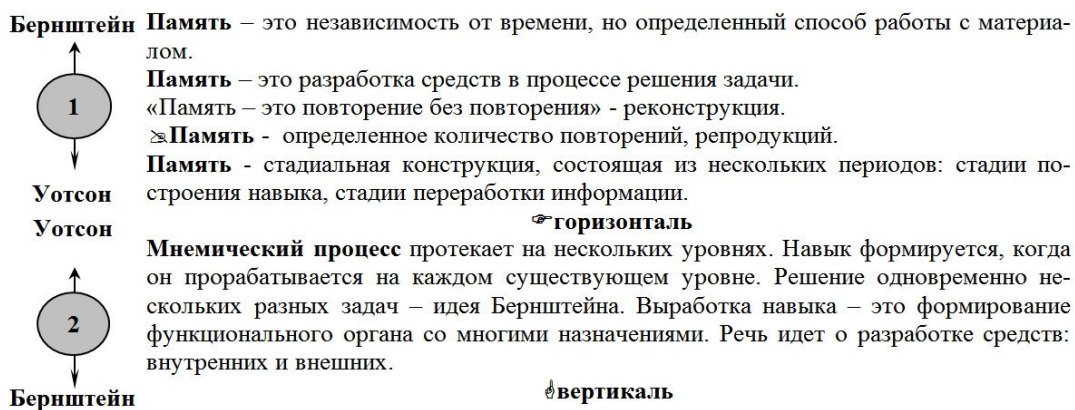 Бернштейн
Память – это независимость от времени, но определенный способ работы с материа-
лом.
Память – это разработка средств в процессе решения задачи.
1
«Память – это повторение без повторения» - реконструкция.
Память - определенное количество повторений, репродукций.
Память - стадиальная конструкция, состоящая из нескольких периодов: стадии по-
Уотсон
строения навыка, стадии переработки информации.
горизонталь
Уотсон
Мнемический процесс протекает на нескольких уровнях. Навык формируется, когда
он прорабатывается на каждом существующем уровне. Решение одновременно не-
скольких разных задач – идея Бернштейна. Выработка навыка – это формирование
2
функционального органа со многими назначениями. Речь идет о разработке средств:
внутренних и внешних.
вертикаль
Бернштейн